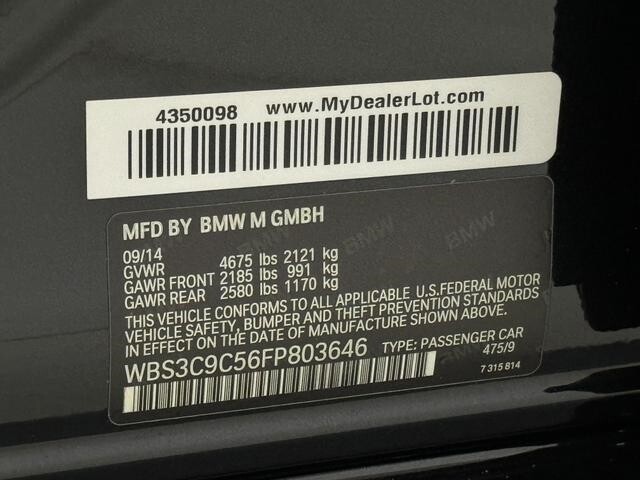 4350098 www.MyDealerLot.com
MFD BY BMW M GMBH
09/14
GVWR 4675 lbs 2121 kg
GAWR FRONT 2185 lbs 991 kg
GAWR REAR 2580 lbs 1170 kg
THIS VEHICLE CONFORMS TO ALL APPLICABLE U.S.FEDERAL MOTOR
VEHICLE SAFETY, BUMPER AND THEFT PREVENTION STANDARDS
IN EFFECT ON THE DATE OF MANUFACTURE SHOWN ABOVE.
WBS3C9C56FP803646 TYPE: PASSENGER CAR
475/9
7 315 814